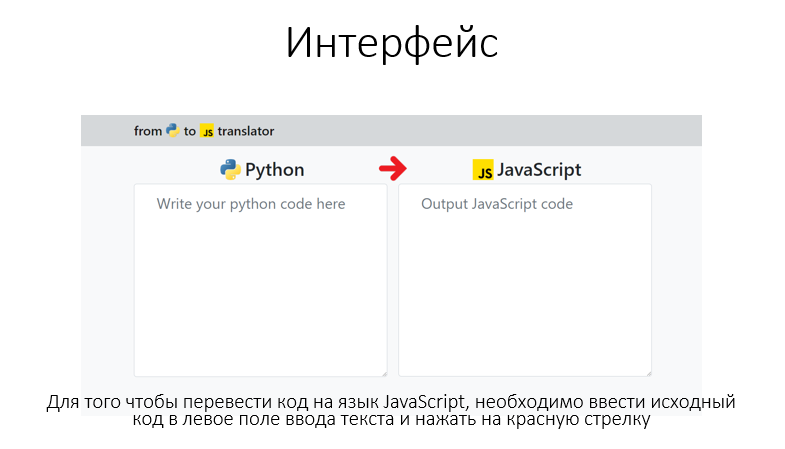 Интерфейс
from to JS translator
Python
JS JavaScript
Write your python code here
Output JavaScript code
Для того чтобы перевести код на язык JavaScript, необходимо ввести исходный
код в левое поле ввода текста и нажать на красную стрелку